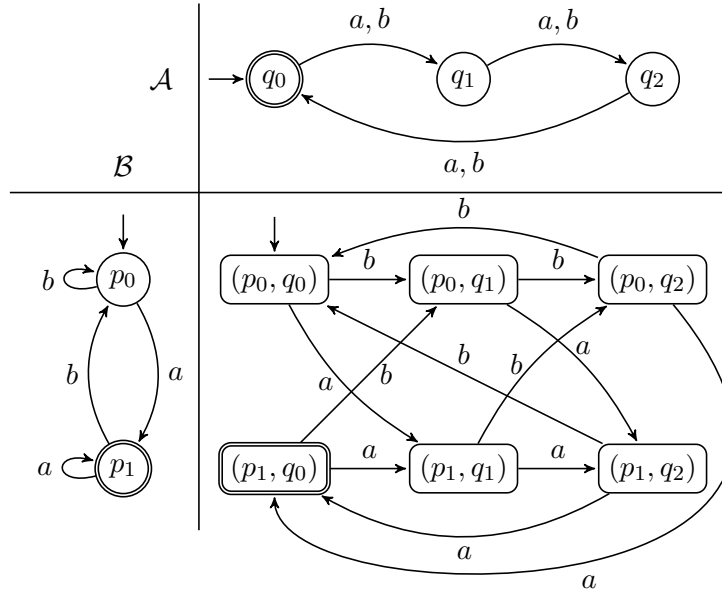 a, b a, b
𝒜 q₀ q₁ q₂
a, b
ℬ
b
b p₀ (p₀, q₀) b (p₀, q₁) b (p₀, q₂)
b a a b b b a
a p₁ (p₁, q₀) a (p₁, q₁) a (p₁, q₂)
a
a